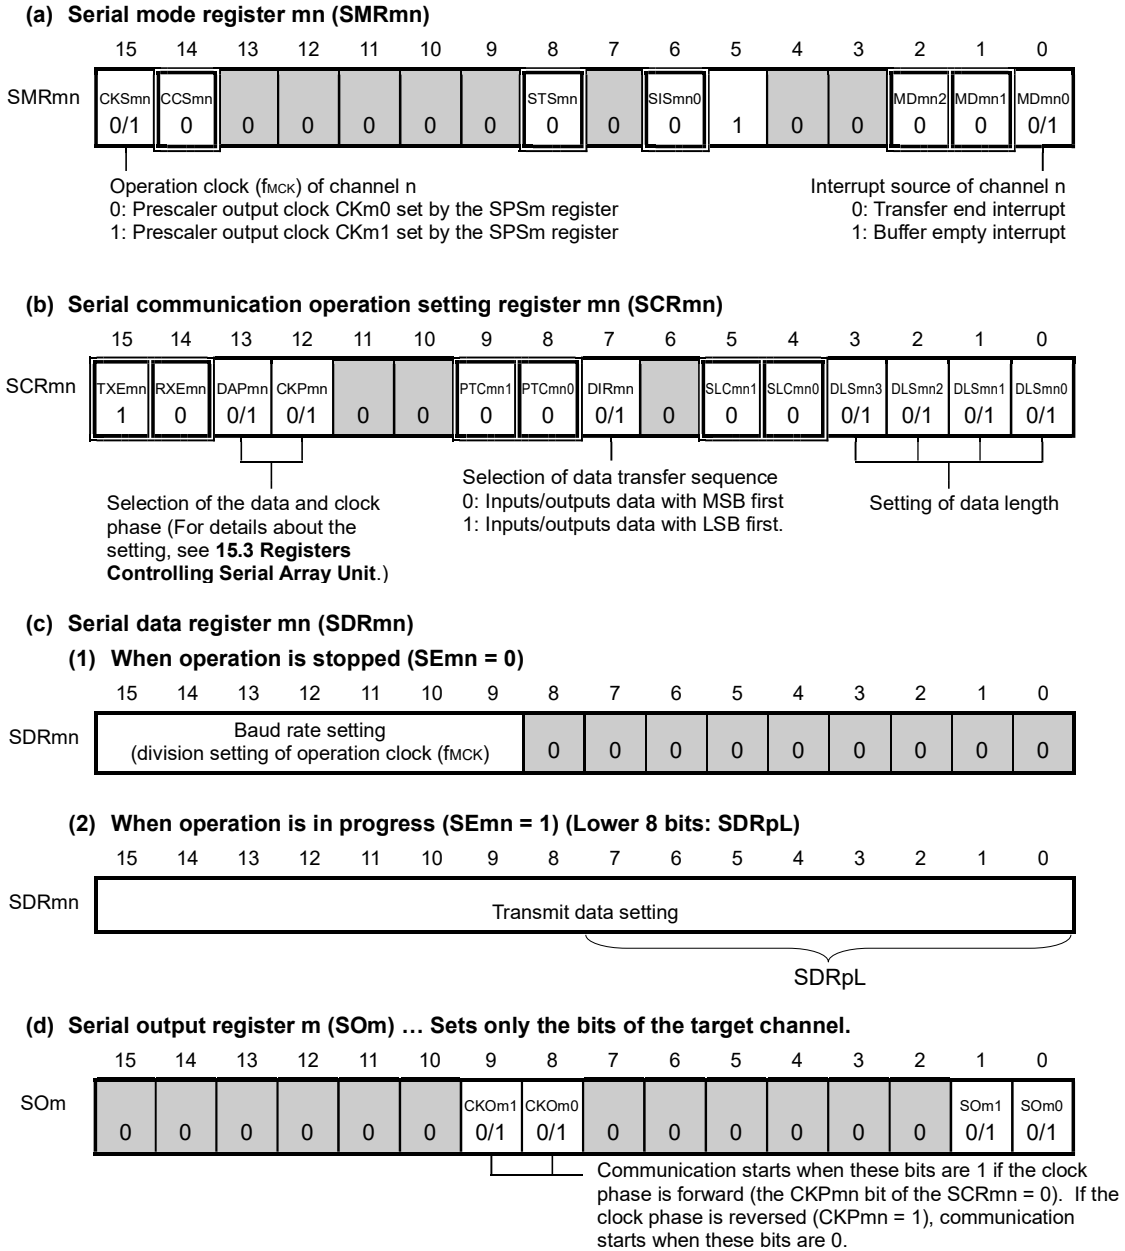 (a) Serial mode register mn (SMRmn)
15 14 13 12 11 10 9 8 7 6 5 4 3 2 1 0
SMRmn CKSmn CCSmn STSmn SISmn0 MDmn2 MDmn1 MDmn0
0/1 0 0 0 0 0 0 0 0 0 1 0 0 0 0 0/1
Operation clock (fMCK) of channel n
0: Prescaler output clock CKm0 set by the SPSm register
1: Prescaler output clock CKm1 set by the SPSm register
Interrupt source of channel n
0: Transfer end interrupt
1: Buffer empty interrupt
(b) Serial communication operation setting register mn (SCRmn)
15 14 13 12 11 10 9 8 7 6 5 4 3 2 1 0
SCRmn TXEmn RXEmn DAPmn CKPmn PTCmn1 PTCmn0 DIRmn SLCmn1 SLCmn0 DLSmn3 DLSmn2 DLSmn1 DLSmn0
1 0 0/1 0/1 0 0 0 0 0/1 0 0 0 0/1 0/1 0/1 0/1
Selection of the data and clock
phase (For details about the
setting, see 15.3 Registers
Controlling Serial Array Unit.)
Selection of data transfer sequence
0: Inputs/outputs data with MSB first
1: Inputs/outputs data with LSB first.
Setting of data length
(c) Serial data register mn (SDRmn)
(1) When operation is stopped (SEmn = 0)
15 14 13 12 11 10 9 8 7 6 5 4 3 2 1 0
SDRmn Baud rate setting
(division setting of operation clock (fMCK) 0 0 0 0 0 0 0 0 0
(2) When operation is in progress (SEmn = 1) (Lower 8 bits: SDRpL)
15 14 13 12 11 10 9 8 7 6 5 4 3 2 1 0
SDRmn Transmit data setting
SDRpL
(d) Serial output register m (SOm) … Sets only the bits of the target channel.
15 14 13 12 11 10 9 8 7 6 5 4 3 2 1 0
SOm CKOm1 CKOm0 SOm1 SOm0
0 0 0 0 0 0 0/1 0/1 0 0 0 0 0 0 0/1 0/1
Communication starts when these bits are 1 if the clock
phase is forward (the CKPmn bit of the SCRmn = 0). If the
clock phase is reversed (CKPmn = 1), communication
starts when these bits are 0.